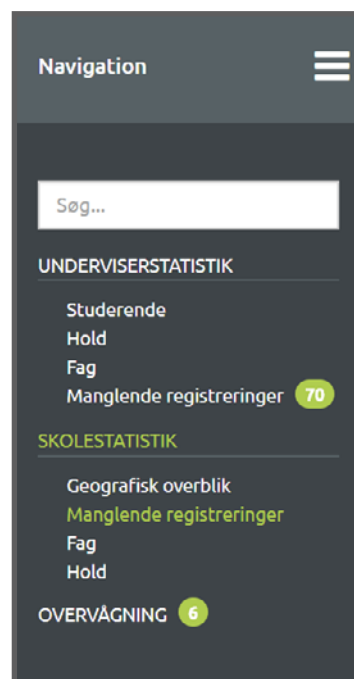 Navigation
Søg...
UNDERVISERSTATISTIK
Studerende
Hold
Fag
Manglende registreringer 70
SKOLESTATISTIK
Geografisk overblik
Manglende registreringer
Fag
Hold
OVERVÅGNING 6